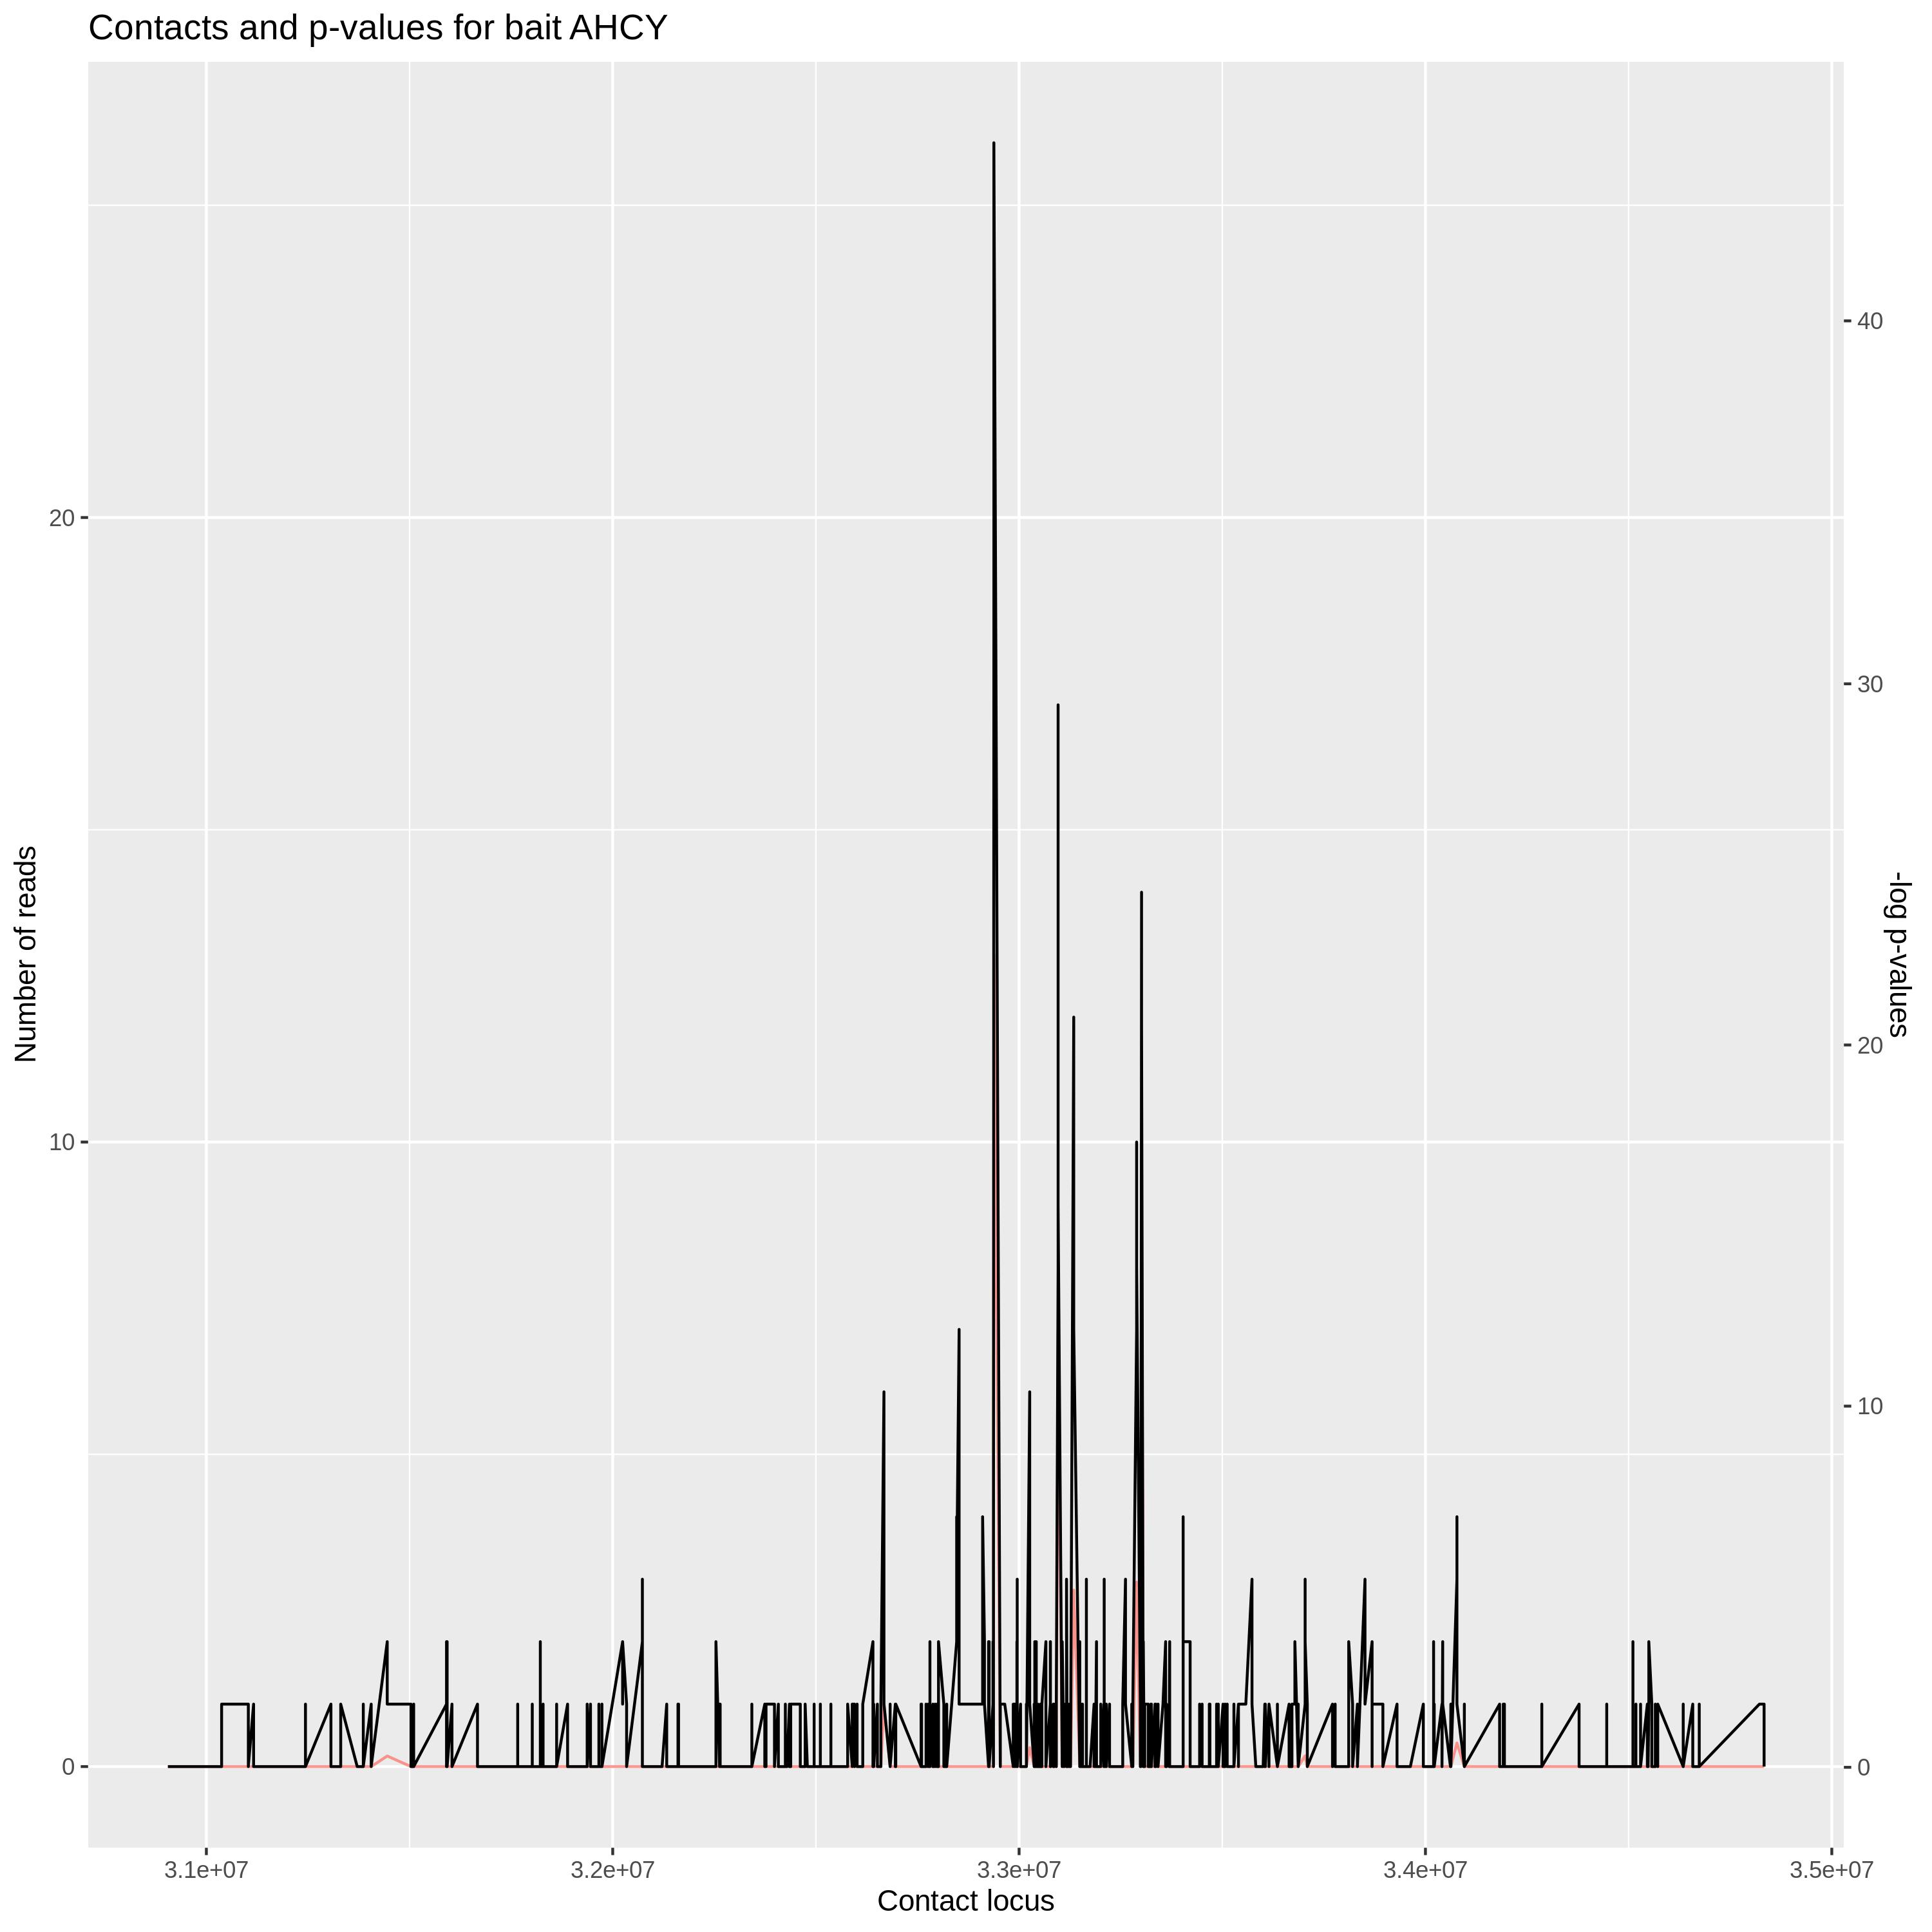 Contacts and p-values for bait AHCY
Number of reads
20
10
0
40
30
20
10
0
-log p-values
3.1e+07 3.2e+07 3.3e+07 3.4e+07 3.5e+07
Contact locus